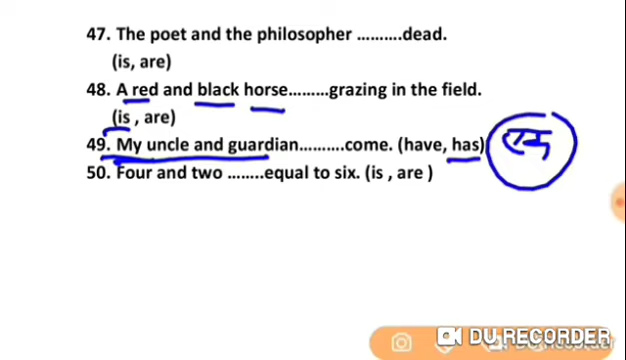 47. The poet and the philosopher ..........dead.
(is, are)
48. A red and black horse.........grazing in the field.
(is , are)
49. My uncle and guardian..........come. (have, has) एक
50. Four and two ........equal to six. (is , are )
DU RECORDER